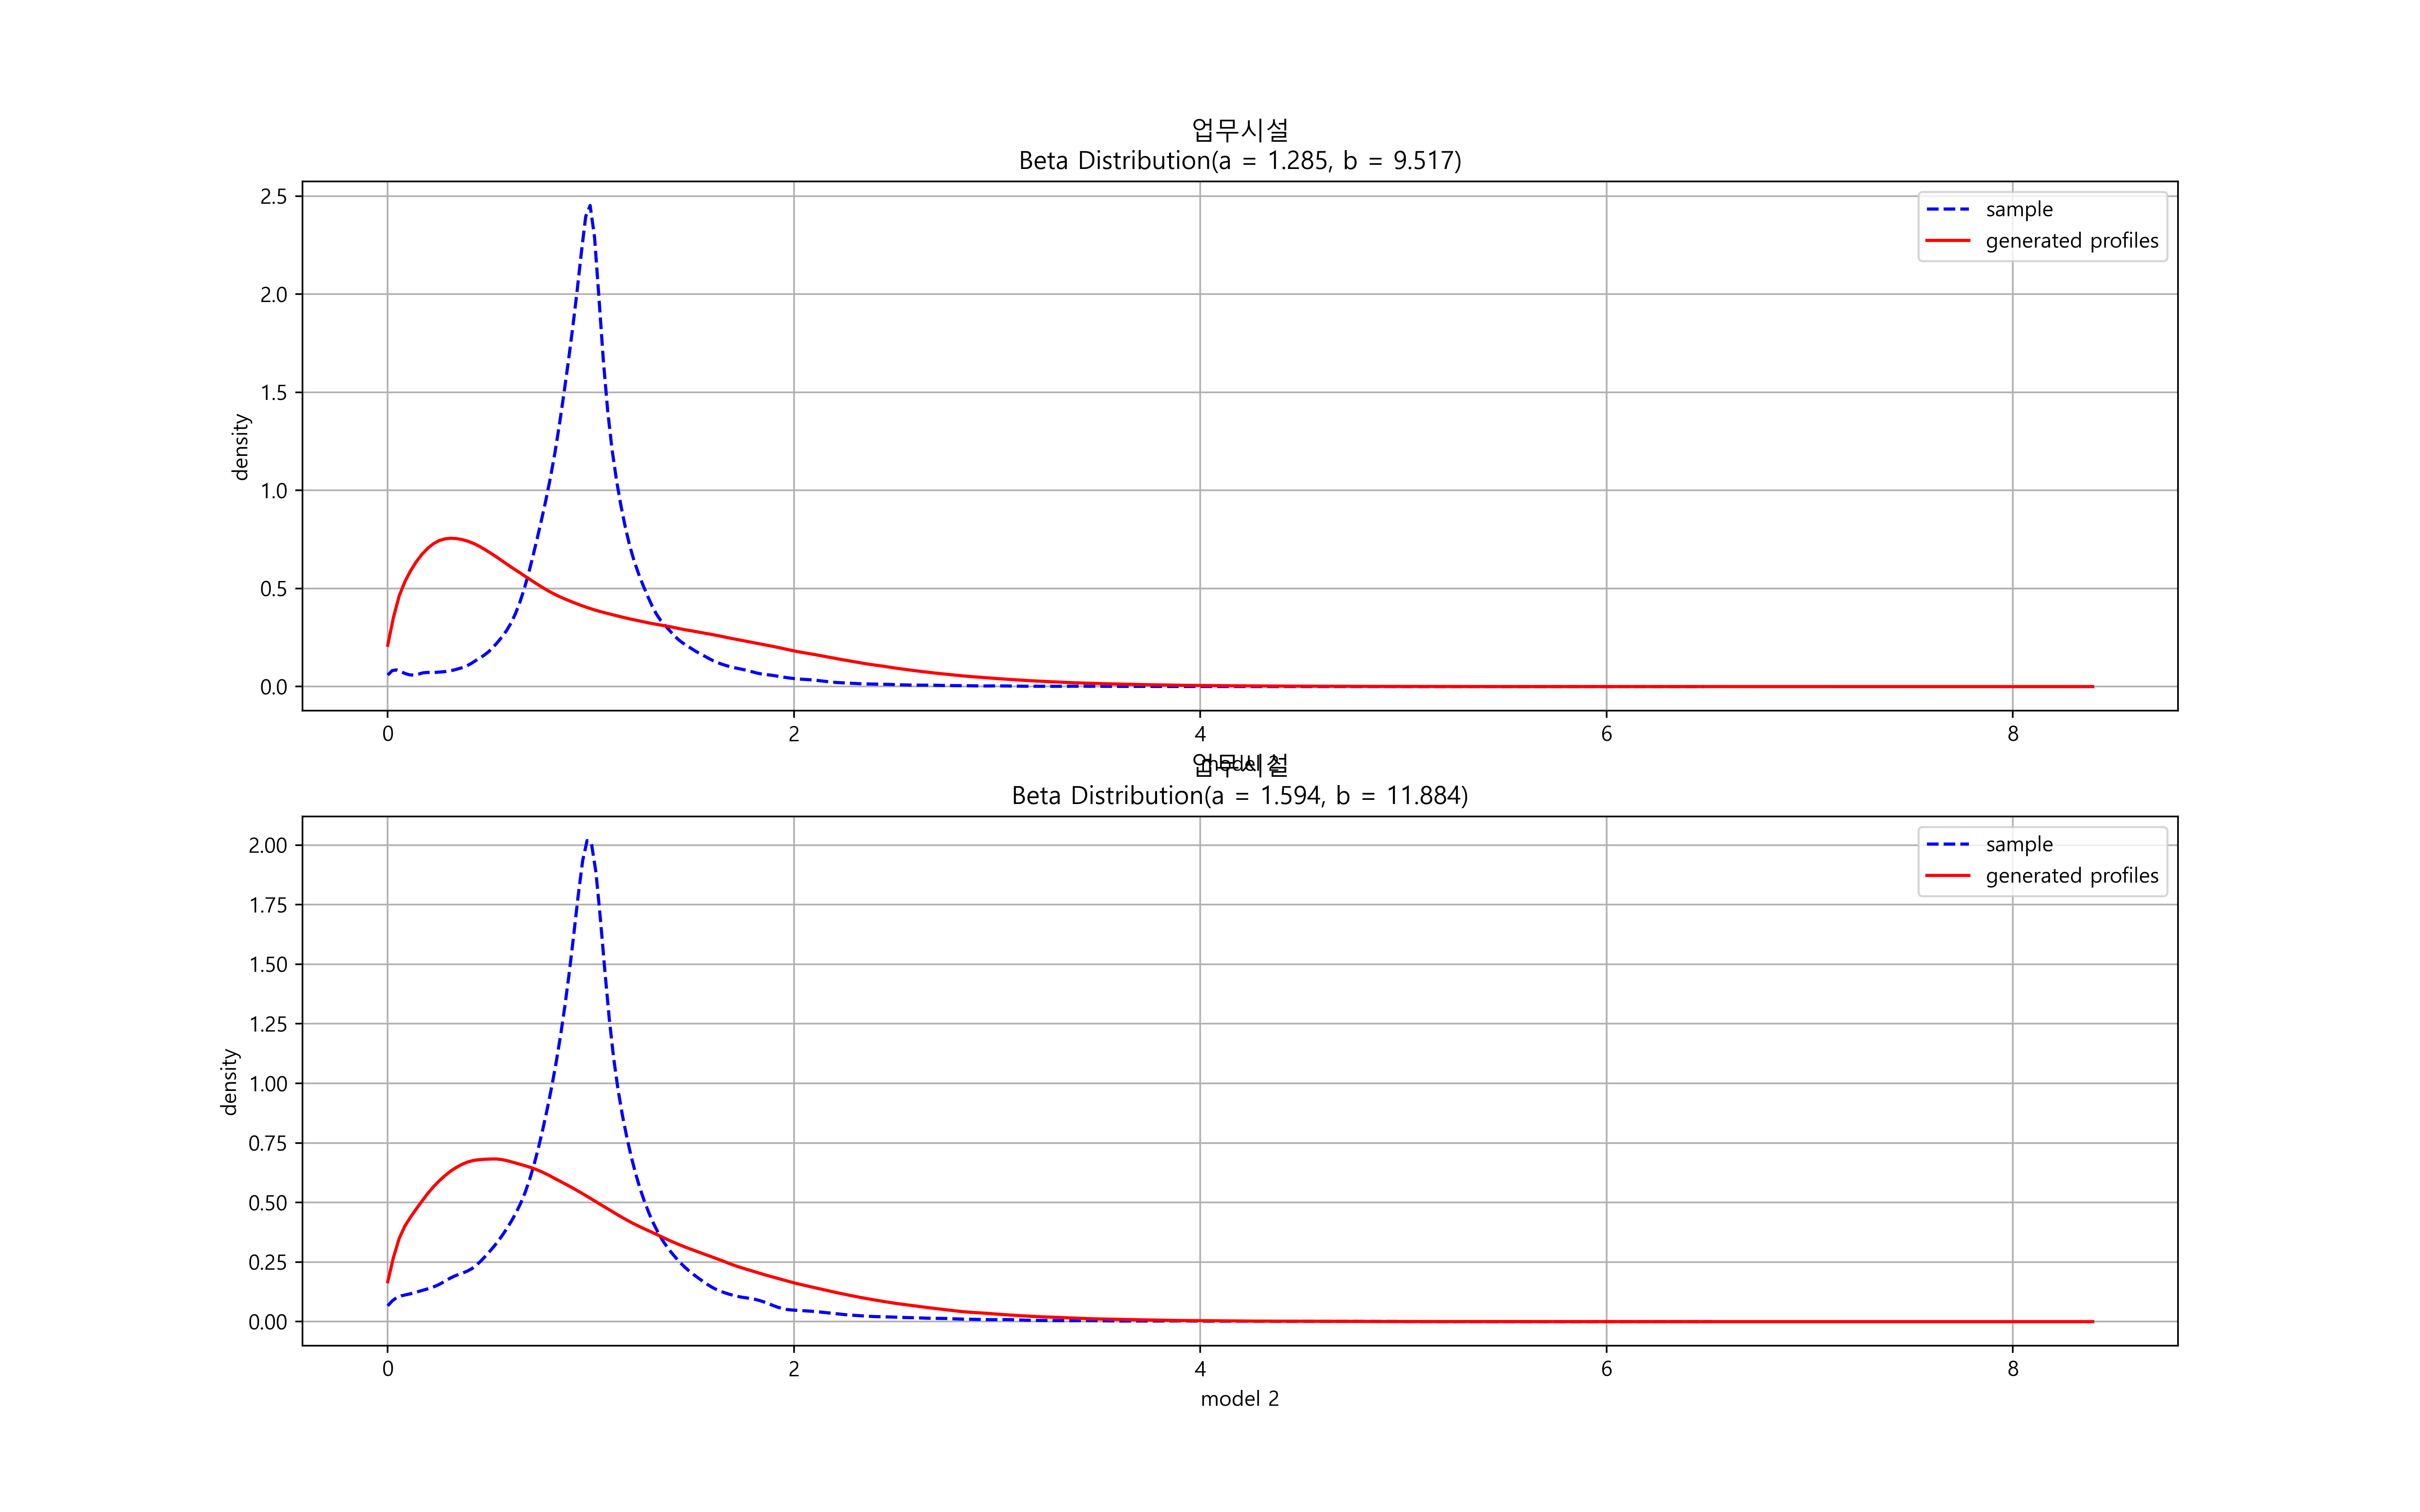 업무시설
Beta Distribution(a = 1.285, b = 9.517)
2.5
2.0
1.5
1.0
0.5
0.0
density
sample
generated profiles
0 2 4 6 8
model 2
업무시설
Beta Distribution(a = 1.594, b = 11.884)
2.00
1.75
1.50
1.25
1.00
0.75
0.50
0.25
0.00
density
sample
generated profiles
0 2 4 6 8
model 2